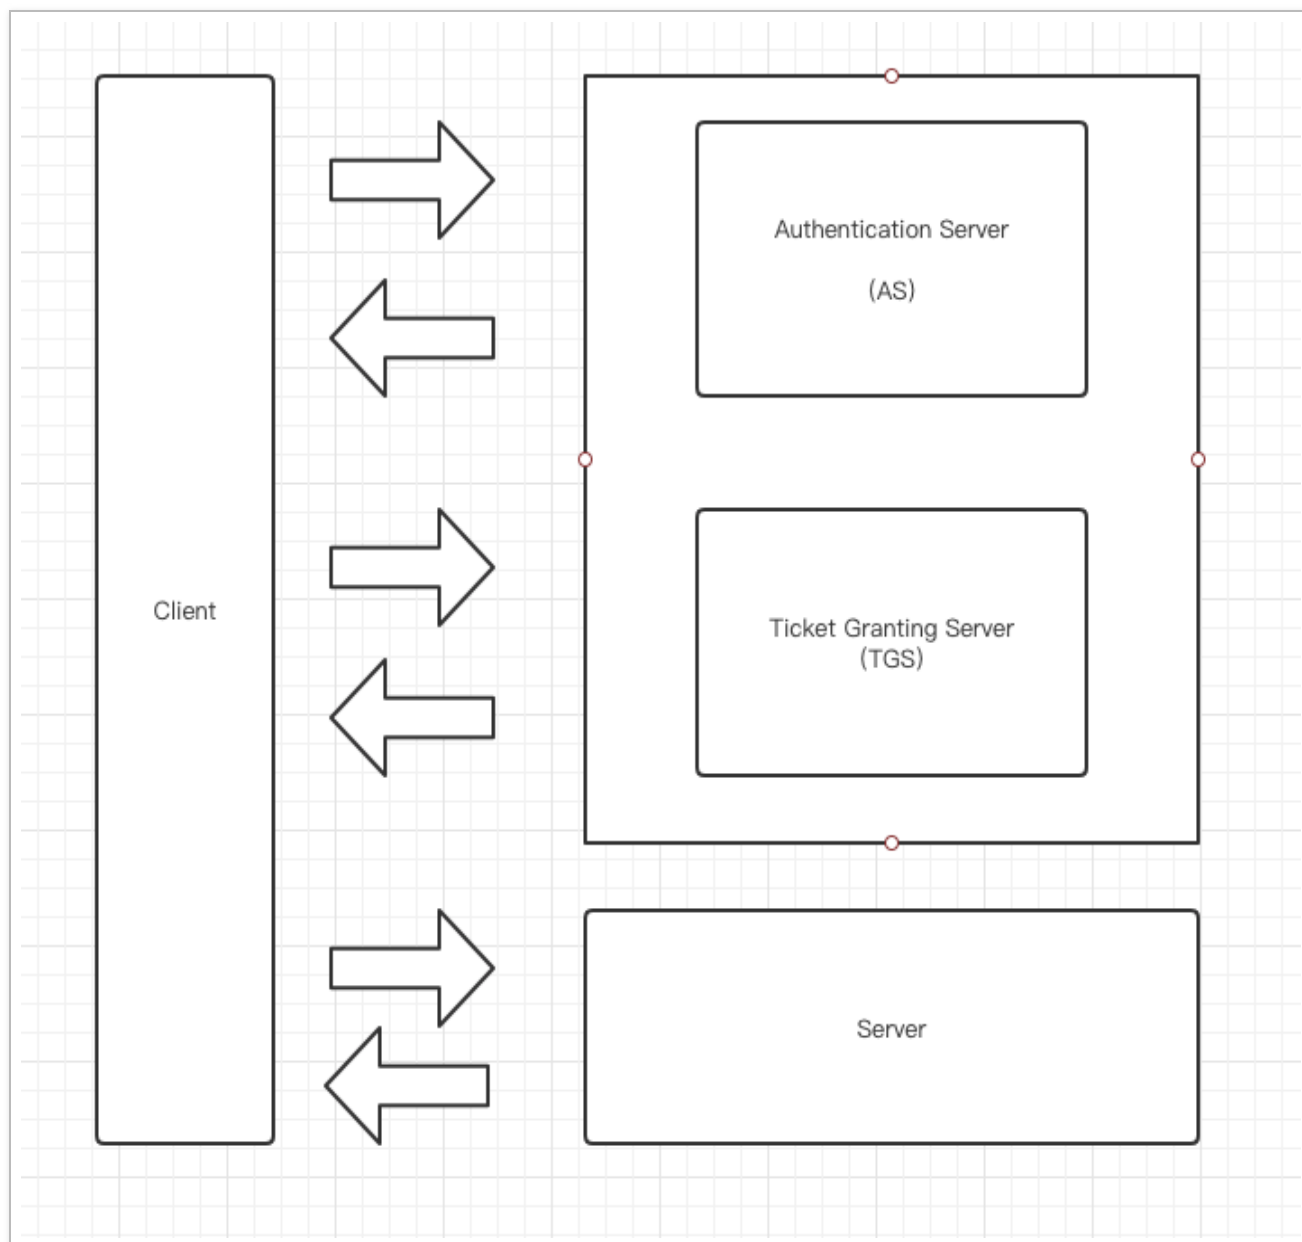 Authentication Server
(AS)
Client
Ticket Granting Server
(TGS)
Server